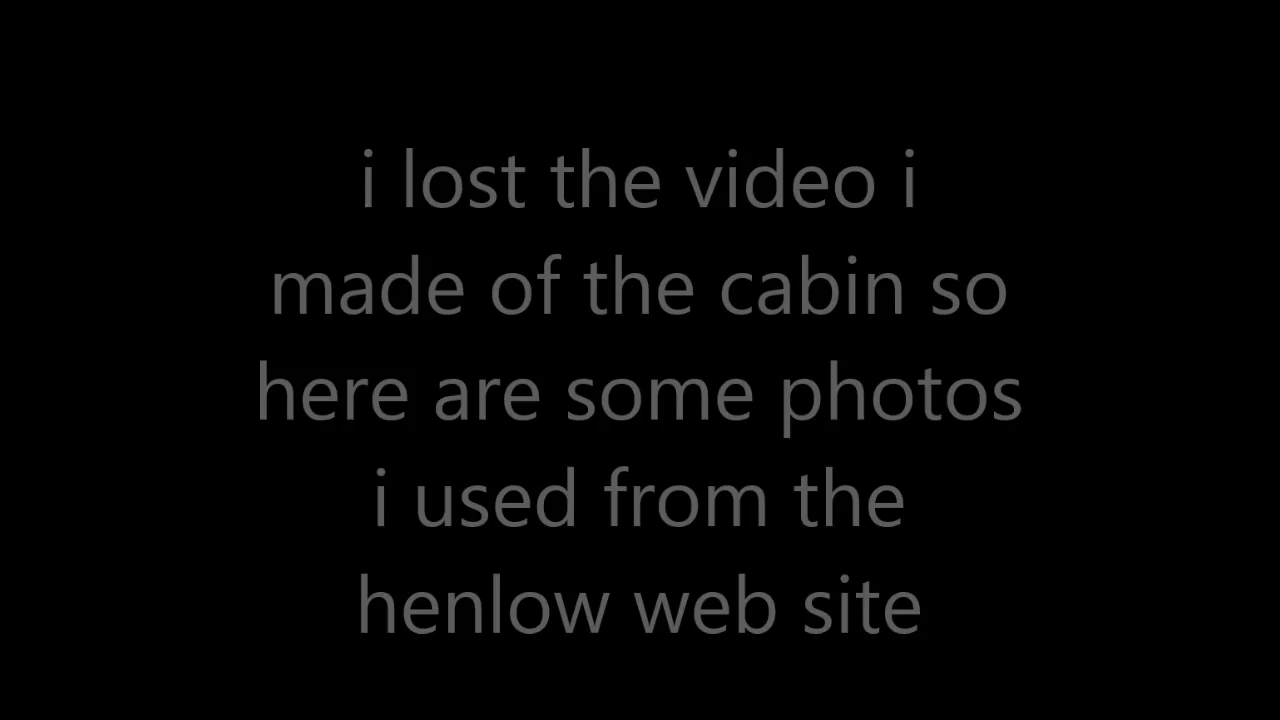 i lost the video i
made of the cabin so
here are some photos
i used from the
henlow web site